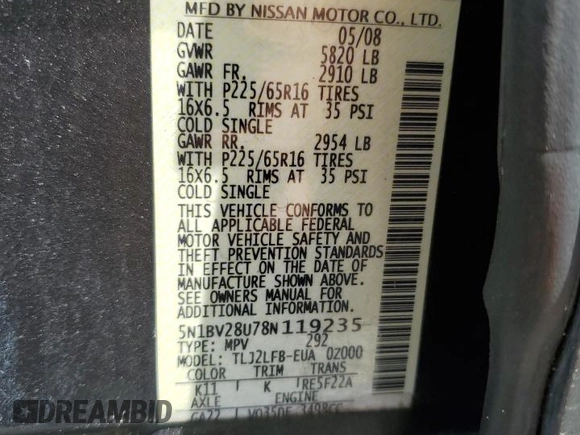 MFD BY NISSAN MOTOR CO., LTD.
DATE 05/08
GVWR 5820 LB
GAWR FR. 2910 LB
WITH P225/65R16 TIRES
16X6.5 RIMS AT 35 PSI
COLD SINGLE
GAWR RR. 2954 LB
WITH P225/65R16 TIRES
16X6.5 RIMS AT 35 PSI
COLD SINGLE
THIS VEHICLE CONFORMS TO
ALL APPLICABLE FEDERAL
MOTOR VEHICLE SAFETY AND
THEFT PREVENTION STANDARDS
IN EFFECT ON THE DATE OF
MANUFACTURE SHOWN ABOVE.
SEE OWNERS MANUAL FOR
ADDITIONAL INFORMATION.
5N1BV28U78N119235
TYPE: MPV 292
MODEL: TLJ2LFB-EUA 0Z000
COLOR TRIM TRANS
K11 K RE5F22A
AXLE ENGINE
CA22 VQ35DE 3498CC
DREAMBID